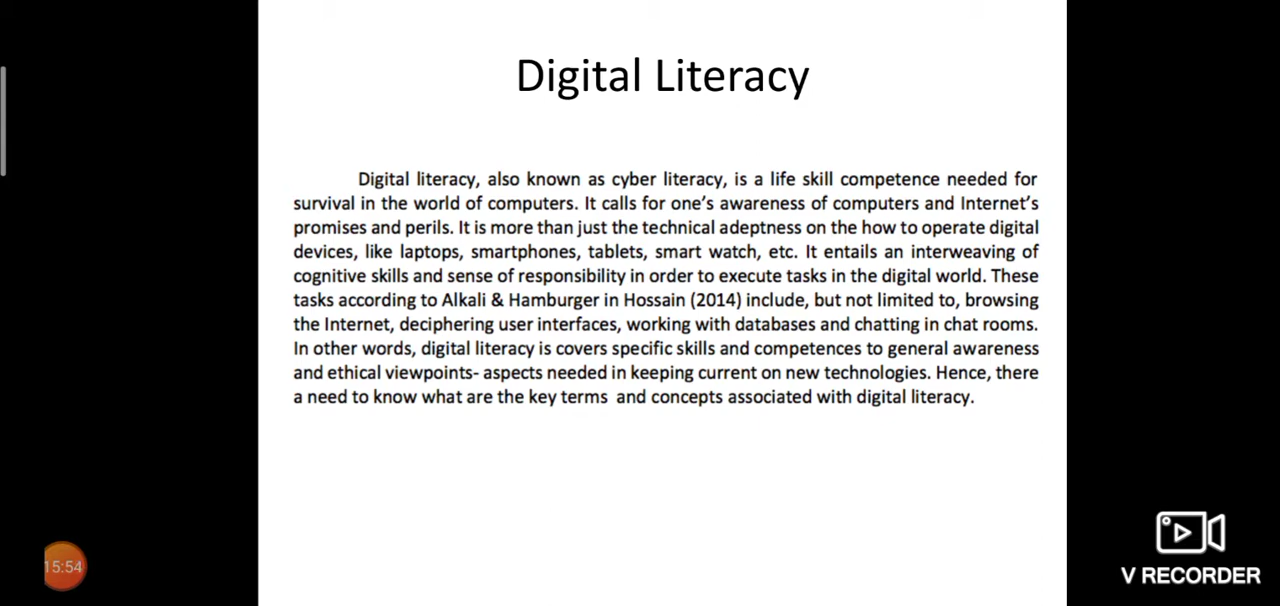 Digital Literacy
Digital literacy, also known as cyber literacy, is a life skill competence needed for
survival in the world of computers. It calls for one’s awareness of computers and Internet’s
promises and perils. It is more than just the technical adeptness on the how to operate digital
devices, like laptops, smartphones, tablets, smart watch, etc. It entails an interweaving of
cognitive skills and sense of responsibility in order to execute tasks in the digital world. These
tasks according to Alkali & Hamburger in Hossain (2014) include, but not limited to, browsing
the Internet, deciphering user interfaces, working with databases and chatting in chat rooms.
In other words, digital literacy is covers specific skills and competences to general awareness
and ethical viewpoints- aspects needed in keeping current on new technologies. Hence, there
a need to know what are the key terms and concepts associated with digital literacy.
15:54
V RECORDER